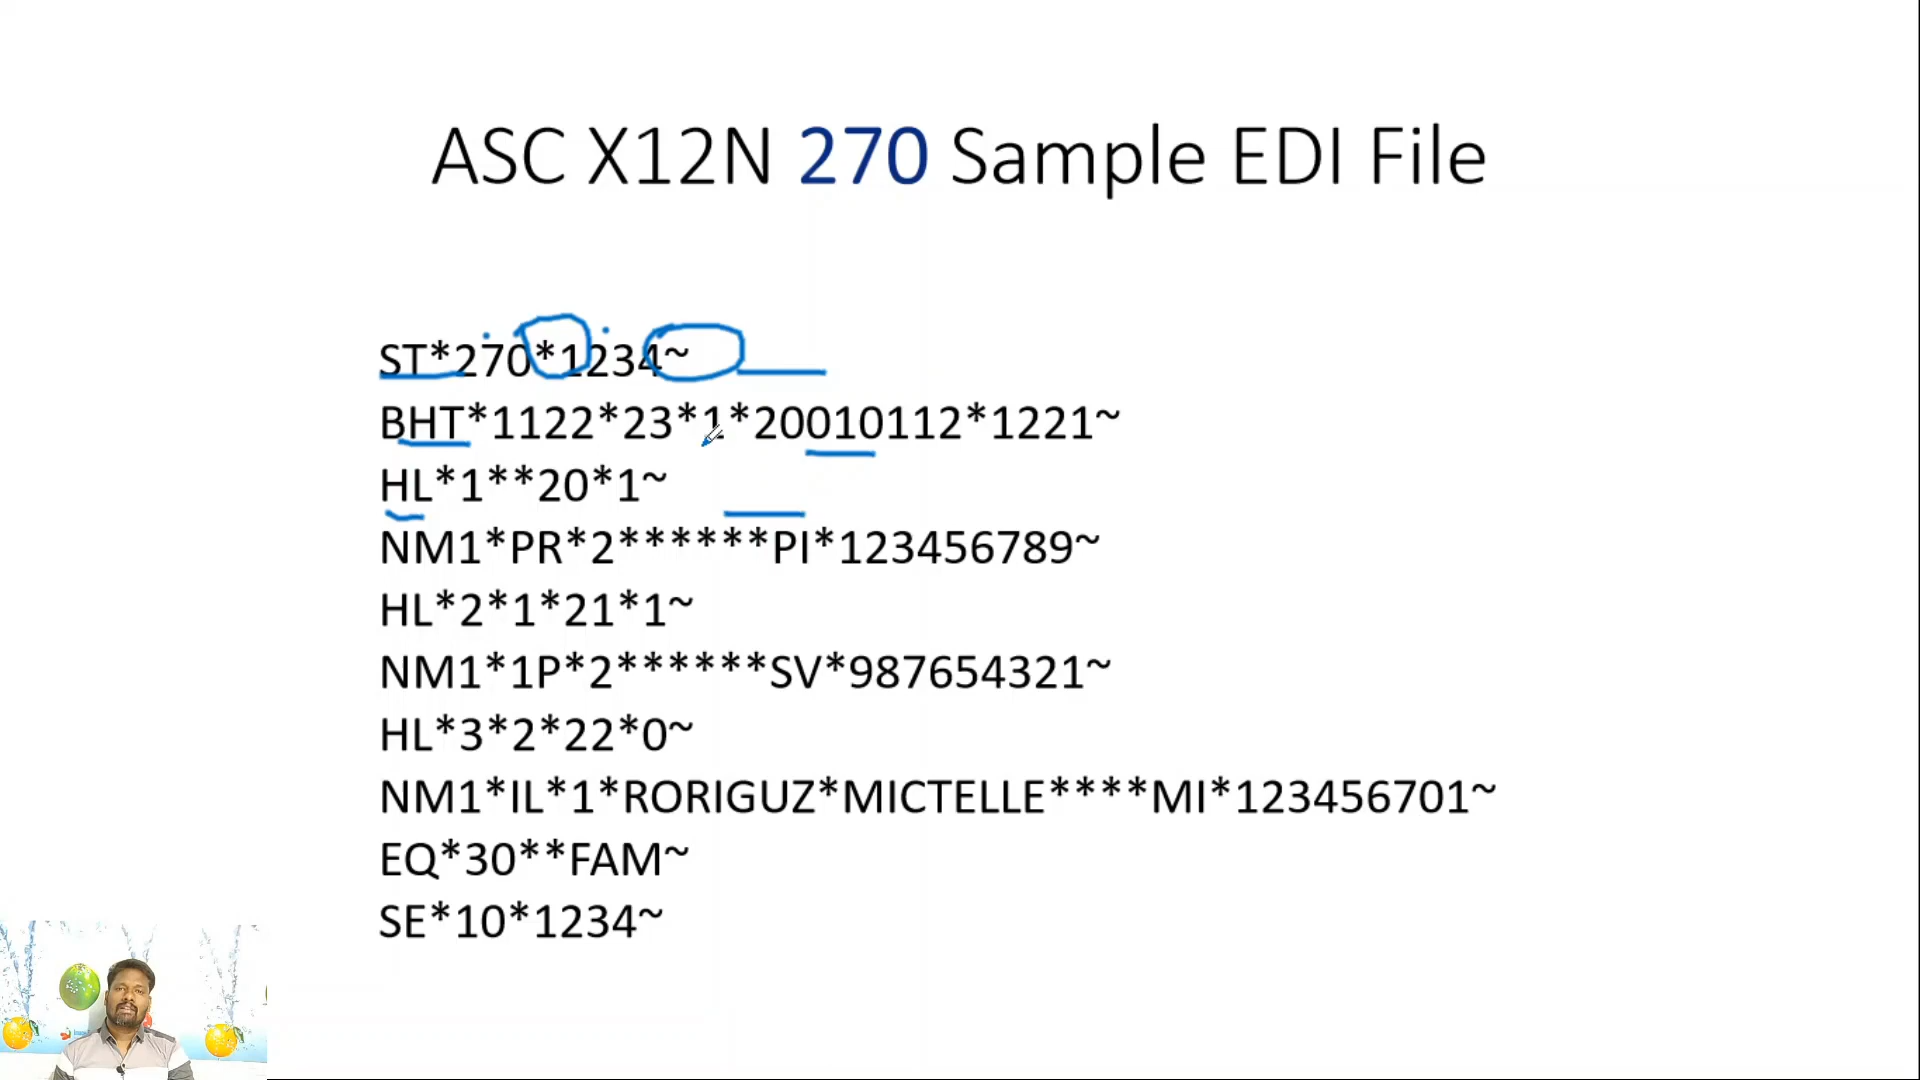 ASC X12N 270 Sample EDI File
ST*270*1234~
BHT*1122*23*1*20010112*1221~
HL*1**20*1~
NM1*PR*2******PI*123456789~
HL*2*1*21*1~
NM1*1P*2******SV*987654321~
HL*3*2*22*0~
NM1*IL*1*RORIGUZ*MICTELLE****MI*123456701~
EQ*30**FAM~
SE*10*1234~